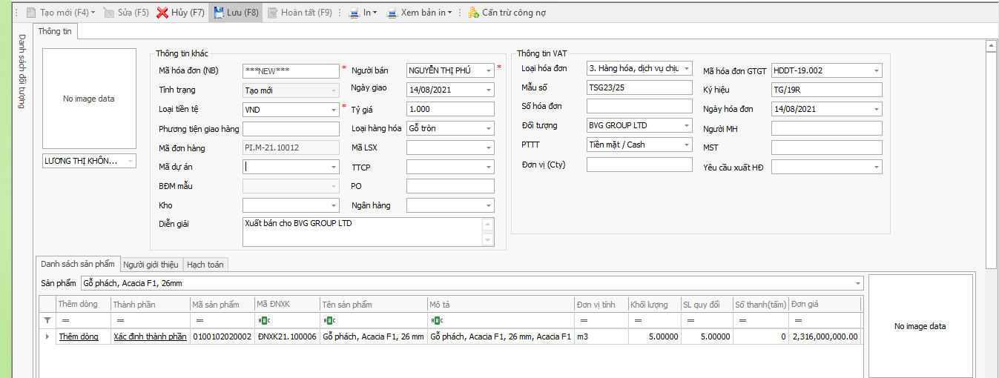 Tạo mới (F4) Sửa (F5) Hủy (F7) Lưu (F8) Hoàn tất (F9) In Xem bản in Cấn trừ công nợ
Danh sách đối tượng
Thông tin
No image data
LƯƠNG THỊ KHÔN...
Thông tin khác
Mã hóa đơn (NB) ***NEW*** * Người bán NGUYỄN THỊ PHÚ *
Tình trạng Tạo mới Ngày giao 14/08/2021
Loại tiền tệ VND * Tỷ giá 1.000
Phương tiện giao hàng Loại hàng hóa Gỗ tròn
Mã đơn hàng PI.M-21.10012 Mã LSX
Mã dự án TTCP
BĐM mẫu PO
Kho Ngân hàng
Diễn giải Xuất bán cho BVG GROUP LTD
Thông tin VAT
Loại hóa đơn 3. Hàng hóa, dịch vụ chịu Mã hóa đơn GTGT HDDT-19.002
Mẫu số TSG23/25 Ký hiệu TG/19R
Số hóa đơn Ngày hóa đơn 14/08/2021
Đối tượng BVG GROUP LTD Người MH
PTTT Tiền mặt / Cash MST
Đơn vị (Cty) Yêu cầu xuất HĐ
Danh sách sản phẩm Người giới thiệu Hạch toán
Sản phẩm Gỗ phách, Acacia F1, 26mm
Thêm dòng Thành phần Mã sản phẩm Mã ĐNXK Tên sản phẩm Mô tả Đơn vị tính Khối lượng SL quy đổi Số thanh(tấm) Đơn giá
= = = ABC ABC ABC = = = = =
Thêm dòng Xác định thành phần 0100102020002 ĐNXK21.100006 Gỗ phách, Acacia F1, 26 mm Gỗ phách, Acacia F1, 26 mm, Acacia F1 m3 5.00000 5.00000 0 2,316,000,000.00
No image data